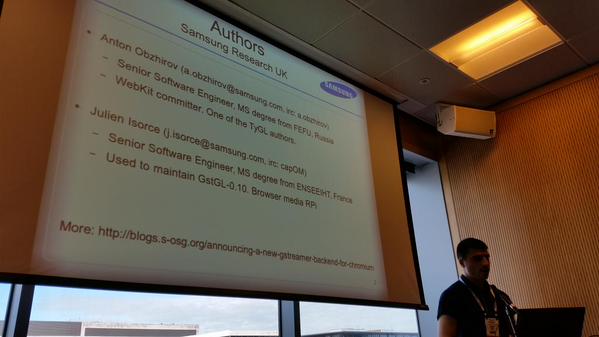 Authors
Samsung Research UK
SAMSUNG
• Anton Obzhirov (a.obzhirov@samsung.com, irc: a.obzhirov)
– Senior Software Engineer, MS degree from FEFU, Russia
– WebKit committer. One of the TyGL authors.
• Julien Isorce (j.isorce@samsung.com, irc: capOM)
– Senior Software Engineer, MS degree from ENSEEIHT, France
– Used to maintain GstGL-0.10. Browser media RPi
More: http://blogs.s-osg.org/announcing-a-new-gstreamer-backend-for-chromium
2